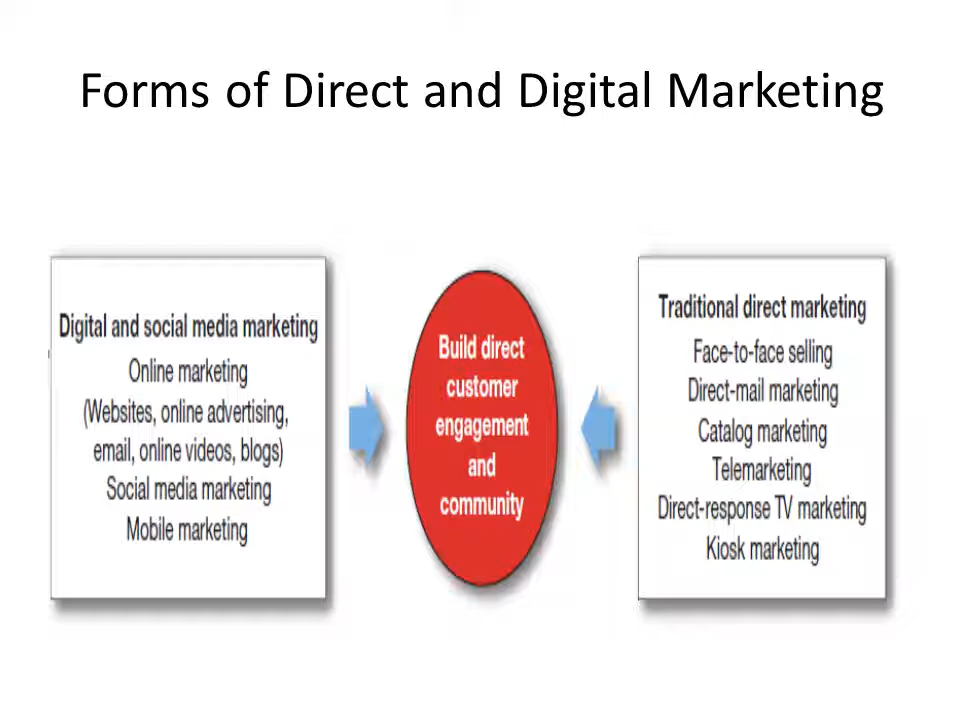 Forms of Direct and Digital Marketing
Digital and social media marketing
Online marketing
(Websites, online advertising,
email, online videos, blogs)
Social media marketing
Mobile marketing
Build direct
customer
engagement
and
community
Traditional direct marketing
Face-to-face selling
Direct-mail marketing
Catalog marketing
Telemarketing
Direct-response TV marketing
Kiosk marketing